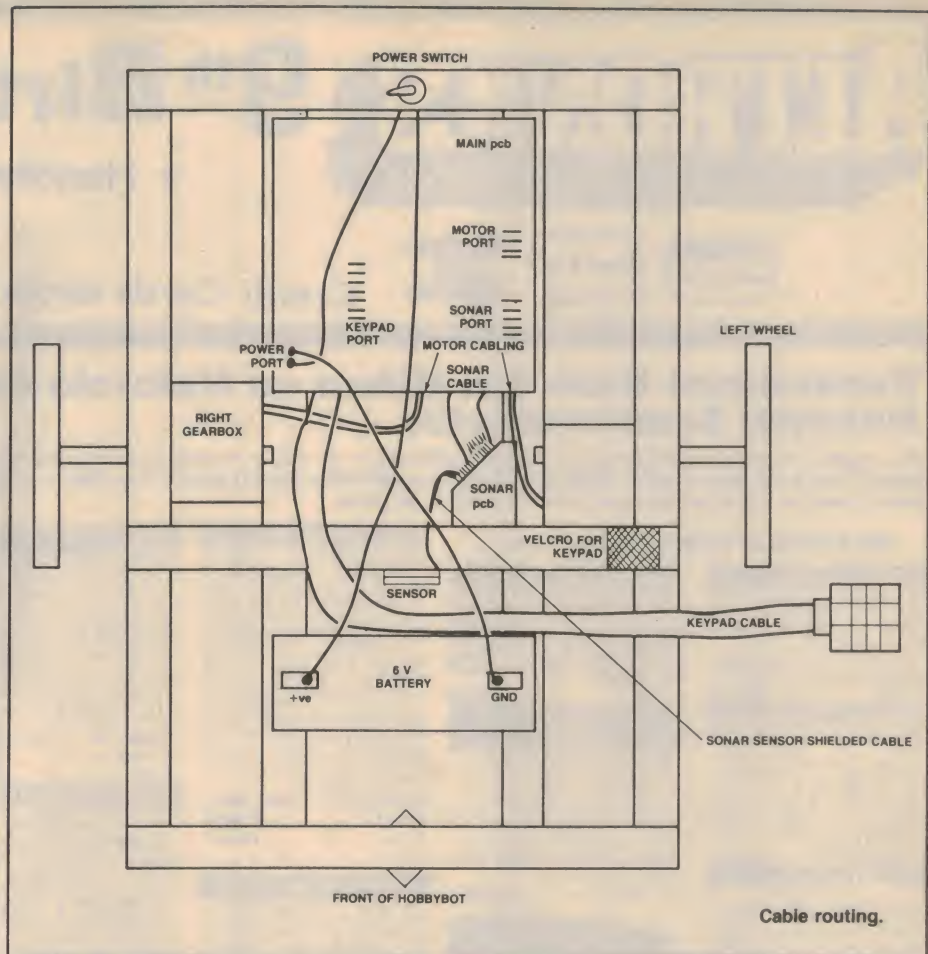 POWER SWITCH
MAIN pcb
MOTOR
PORT
SONAR
PORT
KEYPAD
PORT
MOTOR CABLING
POWER
PORT
SONAR
CABLE
LEFT WHEEL
RIGHT
GEARBOX
SONAR
pcb
VELCRO FOR
KEYPAD
SENSOR
KEYPAD CABLE
6 V
BATTERY
+ve
GND
SONAR SENSOR SHIELDED CABLE
FRONT OF HOBBYBOT
Cable routing.